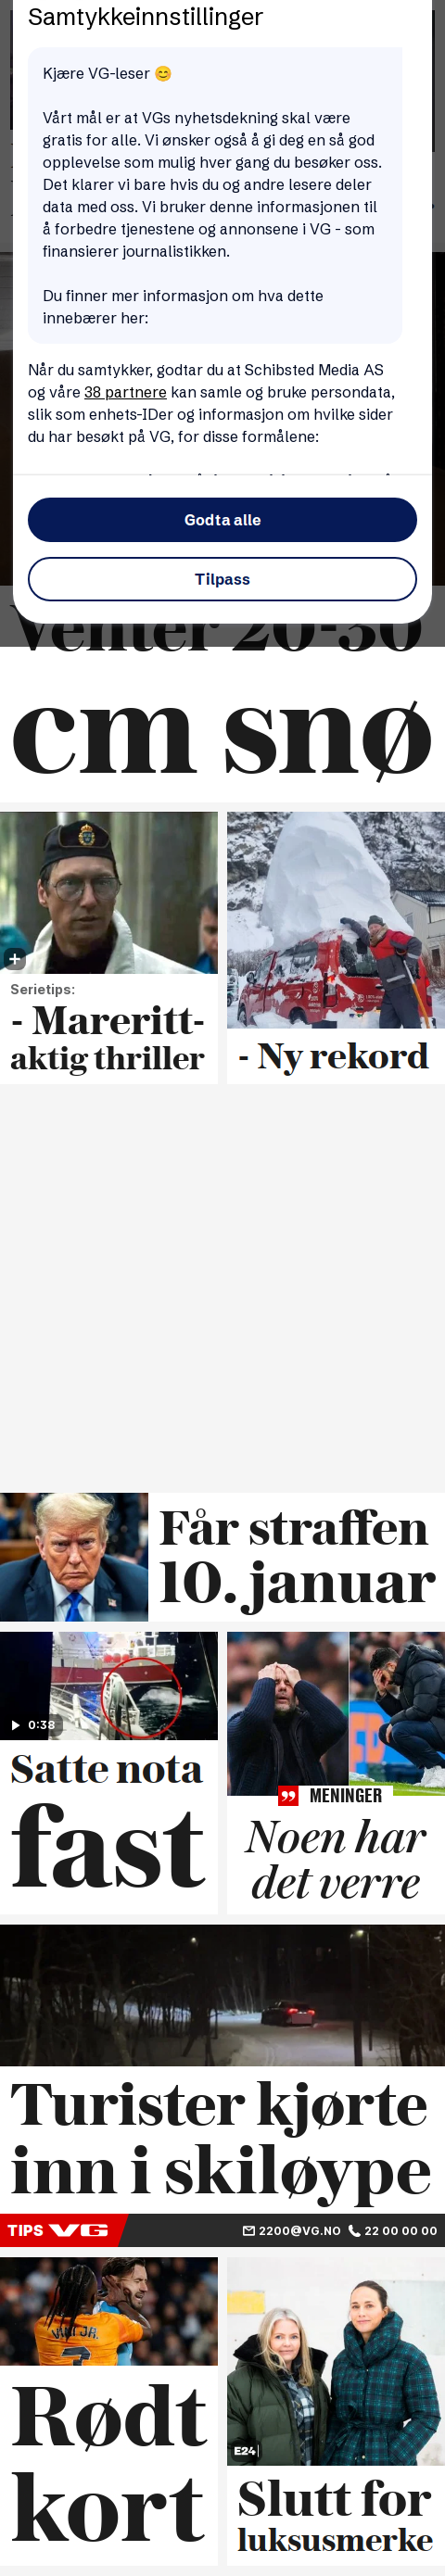 Samtykkeinnstillinger
Kjære VG-leser 😊
Vårt mål er at VGs nyhetsdekning skal være
gratis for alle. Vi ønsker også å gi deg en så god
opplevelse som mulig hver gang du besøker oss.
Det klarer vi bare hvis du og andre lesere deler
data med oss. Vi bruker denne informasjonen til
å forbedre tjenestene og annonsene i VG - som
finansierer journalistikken.
Du finner mer informasjon om hva dette
innebærer her:
Når du samtykker, godtar du at Schibsted Media AS
og våre 38 partnere kan samle og bruke persondata,
slik som enhets-IDer og informasjon om hvilke sider
du har besøkt på VG, for disse formålene:
Godta alle
Tilpass
Venter 20-30
cm snø
Serietips:
- Mareritt-
aktig thriller
- Ny rekord
Får straffen
10. januar
0:38
Satte nota
fast
MENINGER
Noen har
det verre
Turister kjørte
inn i skiløype
TIPS VG 2200@VG.NO 22 00 00 00
VINI JR.
7
Rødt
kort
E24
Slutt for
luksusmerke